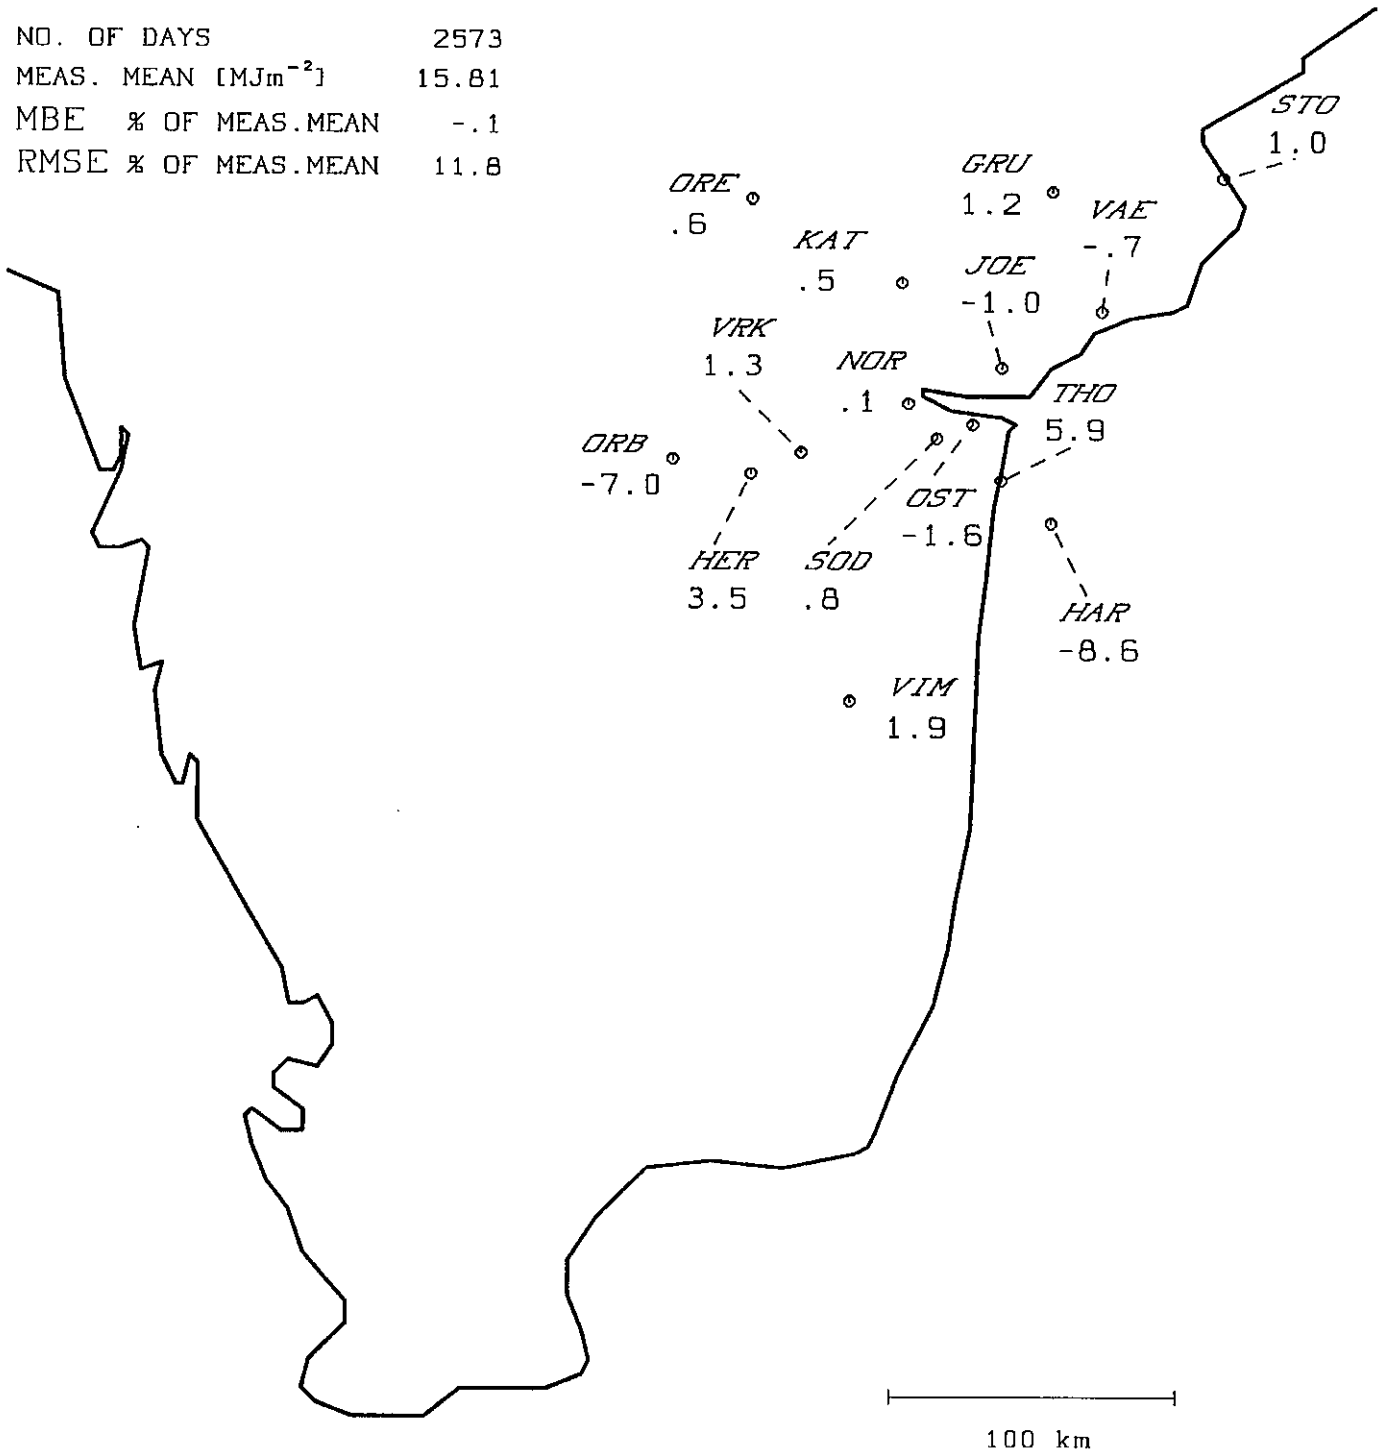 NO. OF DAYS 2573
MEAS. MEAN [MJm⁻²] 15.81
MBE % OF MEAS.MEAN -.1
RMSE % OF MEAS.MEAN 11.8
STO
1.0
GRU
1.2
ORE
.6
VAE
-.7
KAT
.5
JOE
-1.0
VRK
1.3
NOR
.1
THO
5.9
ORB
-7.0
OST
-1.6
HER
3.5
SOD
.8
HAR
-8.6
VIM
1.9
100 km